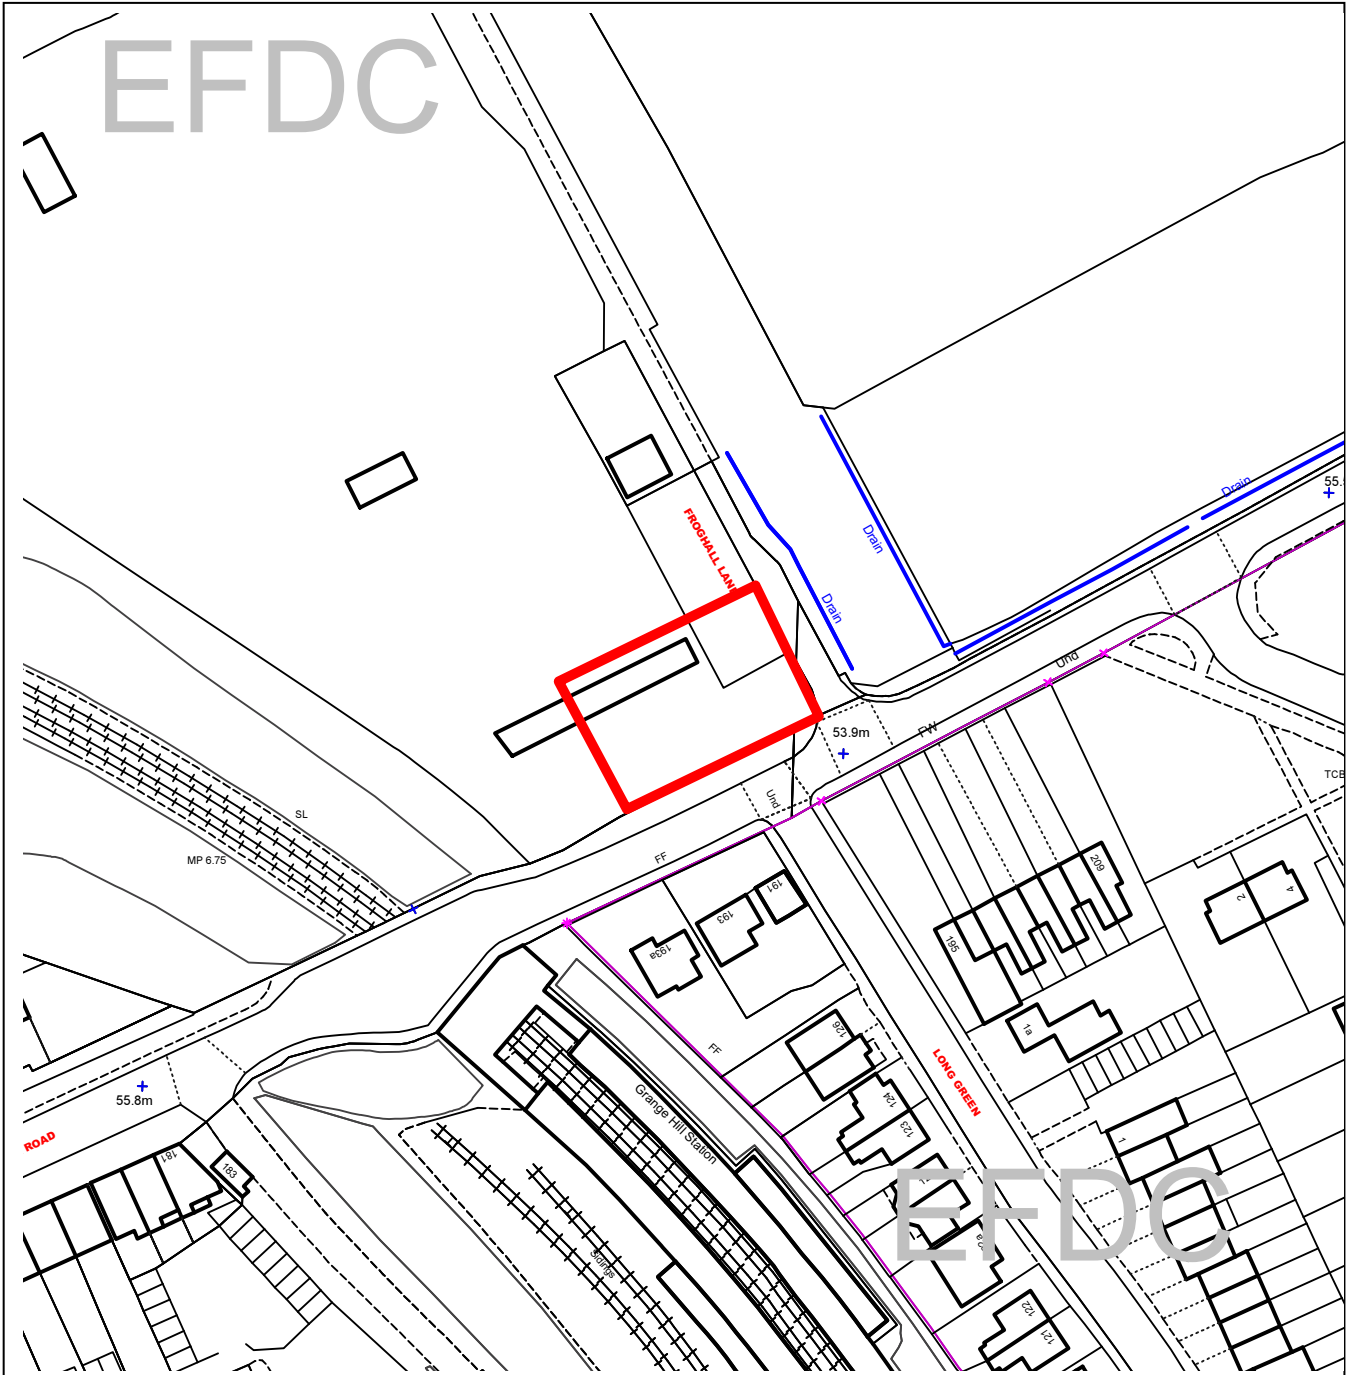 EFDC
FROGHALL LANE
Drain
Drain
Drain
55.
Und
FW
53.9m
Und
TCB
SL
MP 6.75
FF
191
193
193a
209
195
2
4
1a
FF
126
LONG GREEN
124
123
Grange Hill Station
55.8m
ROAD
181
183
1
EFDC
Sidings
122
121